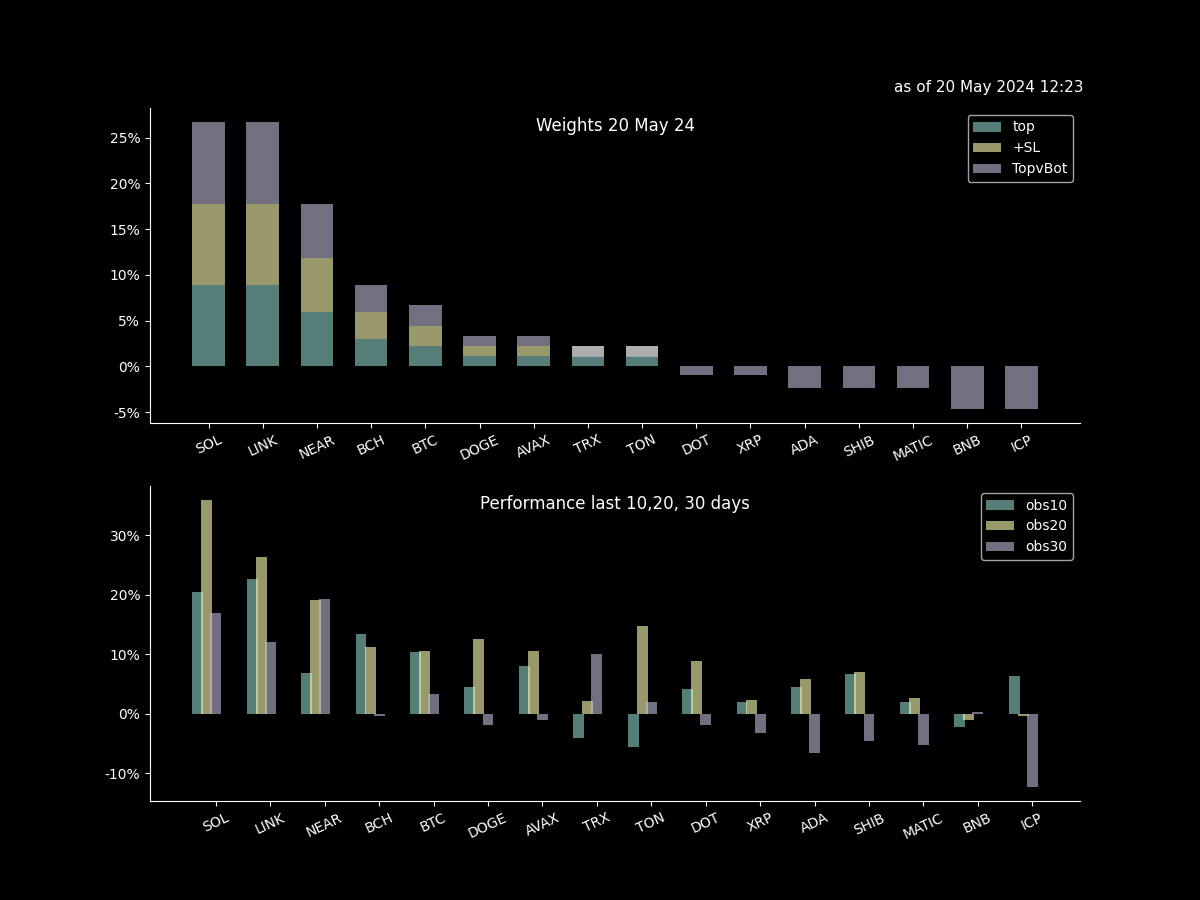 as of 20 May 2024 12:23
Weights 20 May 24
top
+SL
TopvBot
25%
20%
15%
10%
5%
0%
-5%
SOL LINK NEAR BCH BTC DOGE AVAX TRX TON DOT XRP ADA SHIB MATIC BNB ICP
Performance last 10,20, 30 days
obs10
obs20
obs30
30%
20%
10%
0%
-10%
SOL LINK NEAR BCH BTC DOGE AVAX TRX TON DOT XRP ADA SHIB MATIC BNB ICP